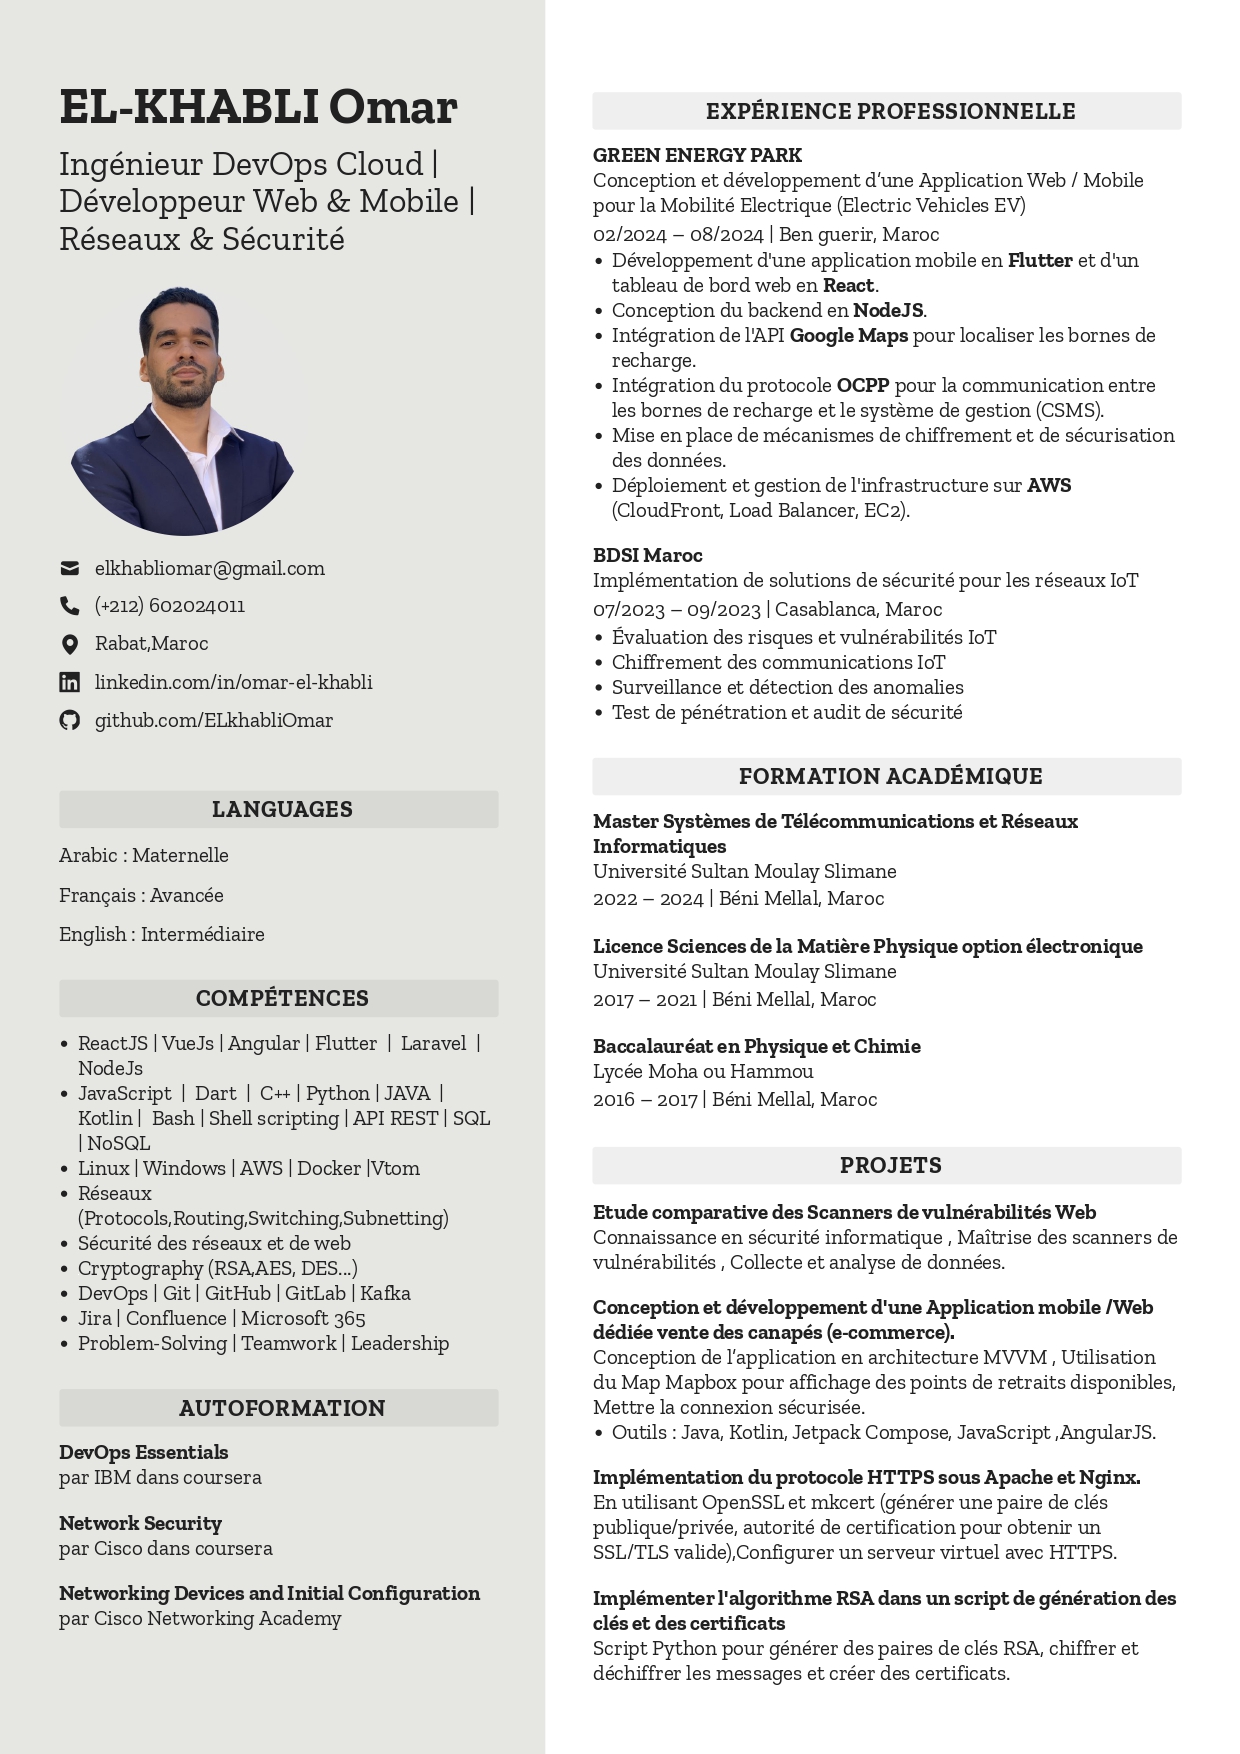 EL-KHABLI Omar
Ingénieur DevOps Cloud |
Développeur Web & Mobile |
Réseaux & Sécurité
elkhabliomar@gmail.com
(+212) 602024011
Rabat,Maroc
linkedin.com/in/omar-el-khabli
github.com/ELkhabliOmar
LANGUAGES
Arabic : Maternelle
Français : Avancée
English : Intermédiaire
COMPÉTENCES
• ReactJS | VueJs | Angular | Flutter | Laravel |
NodeJs
• JavaScript | Dart | C++ | Python | JAVA |
Kotlin | Bash | Shell scripting | API REST | SQL
| NoSQL
• Linux | Windows | AWS | Docker |Vtom
• Réseaux
(Protocols,Routing,Switching,Subnetting)
• Sécurité des réseaux et de web
• Cryptography (RSA,AES, DES...)
• DevOps | Git | GitHub | GitLab | Kafka
• Jira | Confluence | Microsoft 365
• Problem-Solving | Teamwork | Leadership
AUTOFORMATION
DevOps Essentials
par IBM dans coursera
Network Security
par Cisco dans coursera
Networking Devices and Initial Configuration
par Cisco Networking Academy
EXPÉRIENCE PROFESSIONNELLE
GREEN ENERGY PARK
Conception et développement d’une Application Web / Mobile
pour la Mobilité Electrique (Electric Vehicles EV)
02/2024 – 08/2024 | Ben guerir, Maroc
• Développement d'une application mobile en Flutter et d'un
tableau de bord web en React.
• Conception du backend en NodeJS.
• Intégration de l'API Google Maps pour localiser les bornes de
recharge.
• Intégration du protocole OCPP pour la communication entre
les bornes de recharge et le système de gestion (CSMS).
• Mise en place de mécanismes de chiffrement et de sécurisation
des données.
• Déploiement et gestion de l'infrastructure sur AWS
(CloudFront, Load Balancer, EC2).
BDSI Maroc
Implémentation de solutions de sécurité pour les réseaux IoT
07/2023 – 09/2023 | Casablanca, Maroc
• Évaluation des risques et vulnérabilités IoT
• Chiffrement des communications IoT
• Surveillance et détection des anomalies
• Test de pénétration et audit de sécurité
FORMATION ACADÉMIQUE
Master Systèmes de Télécommunications et Réseaux
Informatiques
Université Sultan Moulay Slimane
2022 – 2024 | Béni Mellal, Maroc
Licence Sciences de la Matière Physique option électronique
Université Sultan Moulay Slimane
2017 – 2021 | Béni Mellal, Maroc
Baccalauréat en Physique et Chimie
Lycée Moha ou Hammou
2016 – 2017 | Béni Mellal, Maroc
PROJETS
Etude comparative des Scanners de vulnérabilités Web
Connaissance en sécurité informatique , Maîtrise des scanners de
vulnérabilités , Collecte et analyse de données.
Conception et développement d'une Application mobile /Web
dédiée vente des canapés (e-commerce).
Conception de l’application en architecture MVVM , Utilisation
du Map Mapbox pour affichage des points de retraits disponibles,
Mettre la connexion sécurisée.
• Outils : Java, Kotlin, Jetpack Compose, JavaScript ,AngularJS.
Implémentation du protocole HTTPS sous Apache et Nginx.
En utilisant OpenSSL et mkcert (générer une paire de clés
publique/privée, autorité de certification pour obtenir un
SSL/TLS valide),Configurer un serveur virtuel avec HTTPS.
Implémenter l'algorithme RSA dans un script de génération des
clés et des certificats
Script Python pour générer des paires de clés RSA, chiffrer et
déchiffrer les messages et créer des certificats.